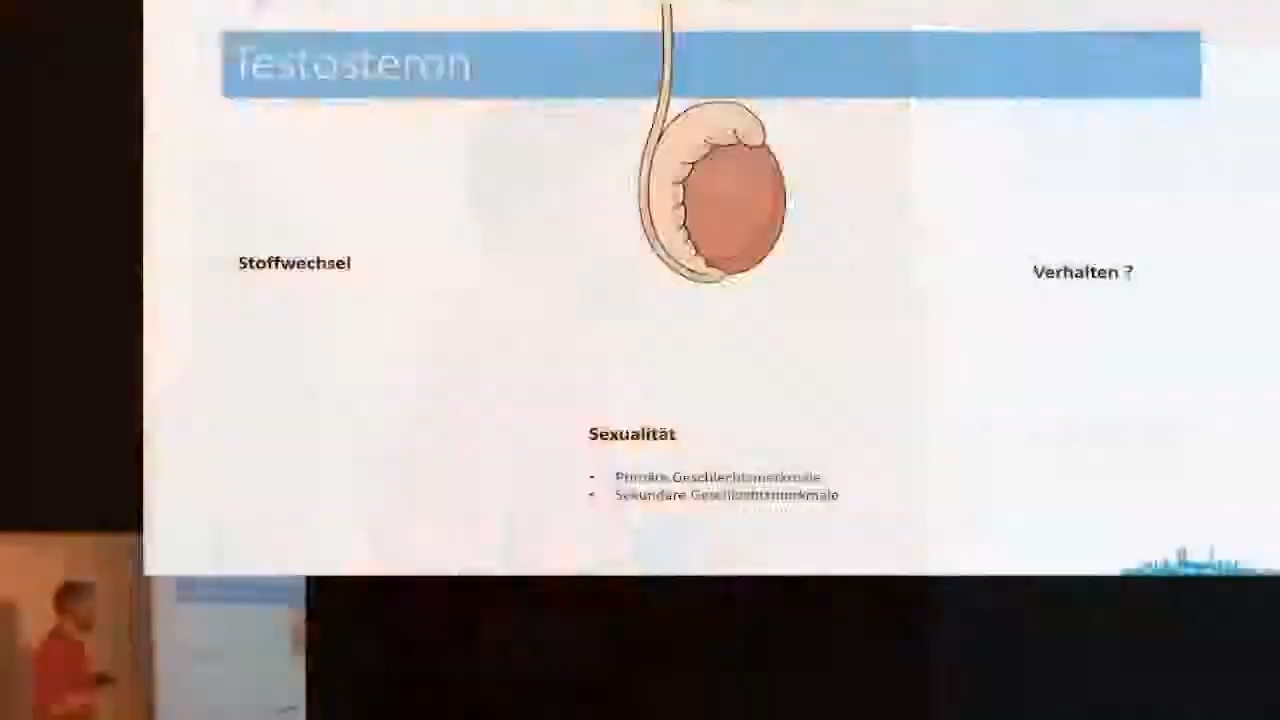 Testosteron
Stoffwechsel
Verhalten ?
Sexualität
• Primäre Geschlechtsmerkmale
• Sekundäre Geschlechtsmerkmale